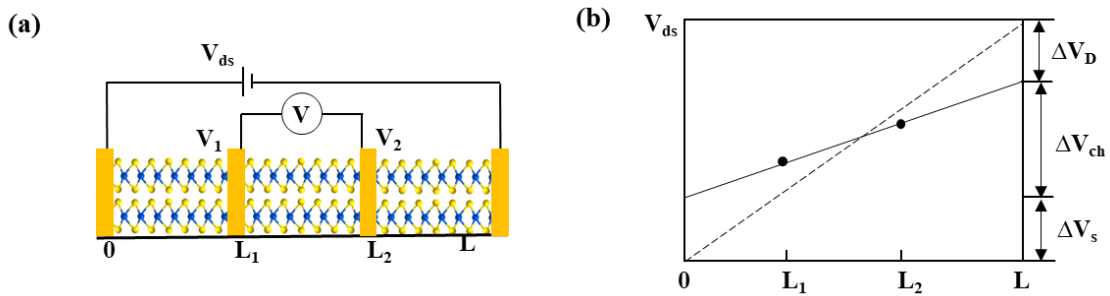 (a)
V_ds
V
V_1
V_2
0
L_1
L_2
L
(b)
V_ds
ΔV_D
ΔV_ch
ΔV_s
0
L_1
L_2
L